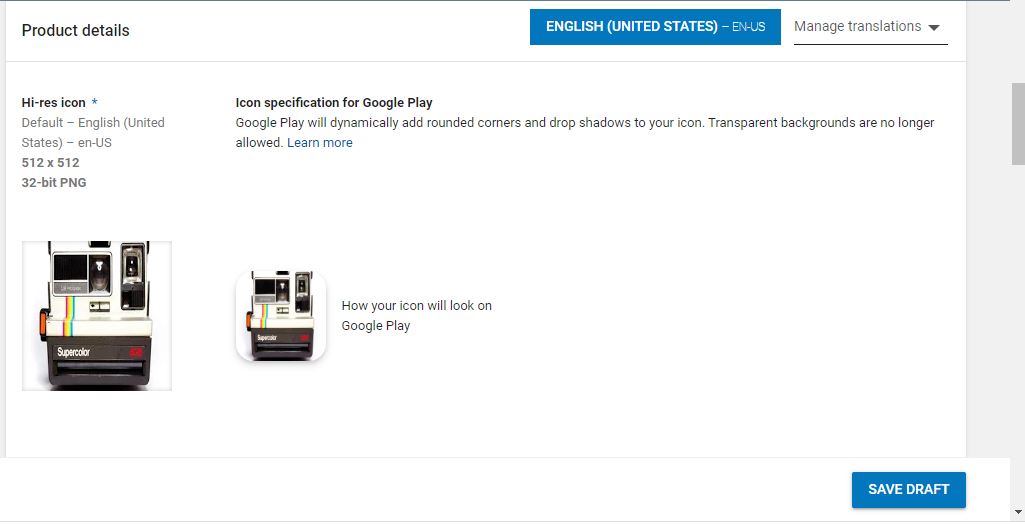 Product details
ENGLISH (UNITED STATES) – EN-US
Manage translations
Hi-res icon *
Default – English (United
States) – en-US
512 x 512
32-bit PNG
Icon specification for Google Play
Google Play will dynamically add rounded corners and drop shadows to your icon. Transparent backgrounds are no longer
allowed. Learn more
Supercolor
Supercolor
How your icon will look on
Google Play
SAVE DRAFT